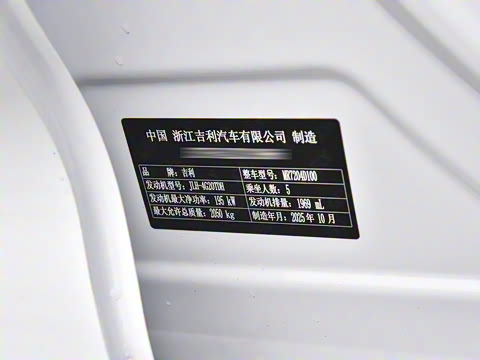 中国 浙江吉利汽车有限公司 制造
品 牌：吉利 整车型号：MR7204D100
发动机型号：JLH-4G20TDH 乘坐人数：5
发动机最大净功率：195 kW 发动机排量：1969 mL
最大允许总质量：2050 kg 制造年月：2025 年 10 月